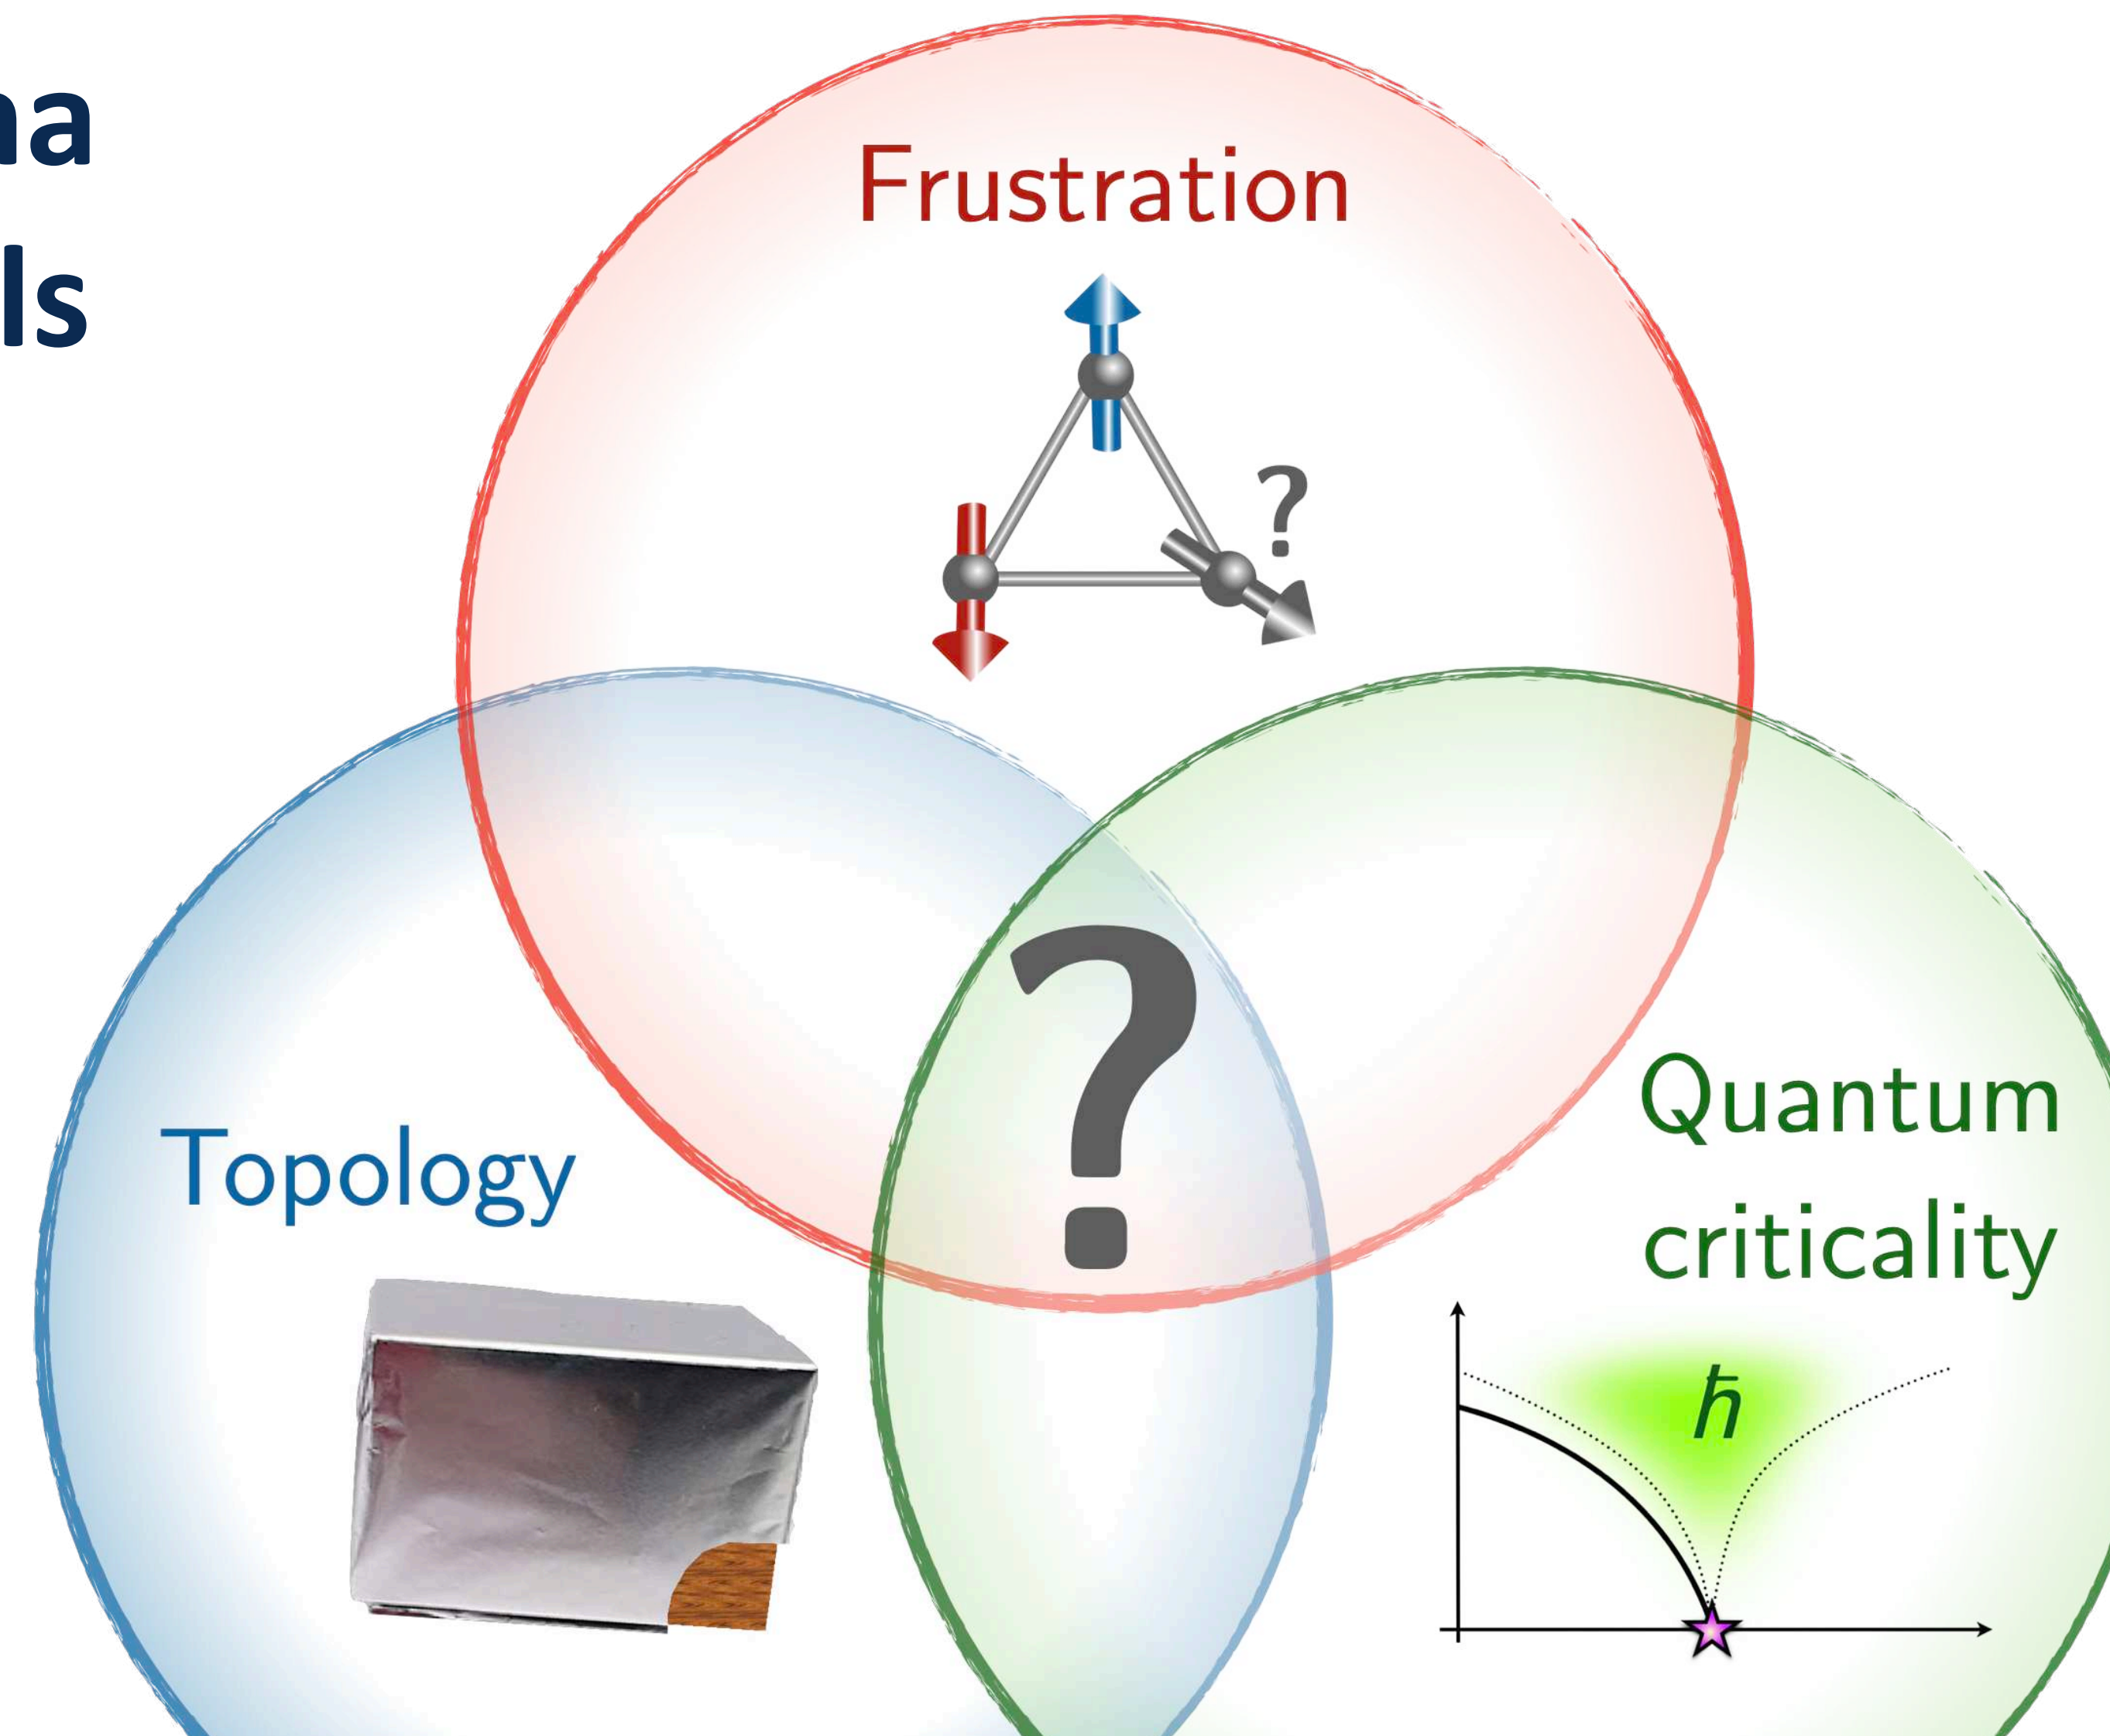 na
ls
Frustration
?
?
Topology
Quantum
criticality
ħ